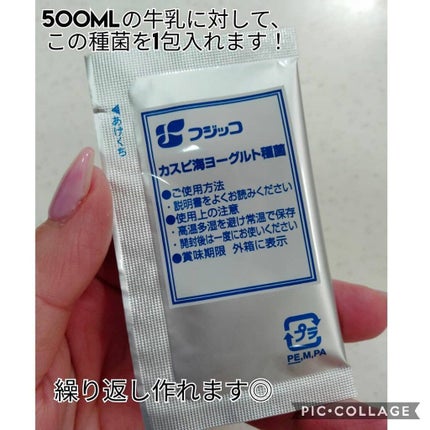 500MLの牛乳に対して、
この種菌を1包入れます！
◀あけくち
フジッコ
カスピ海ヨーグルト種菌
●ご使用方法
・説明書をよくお読みください
●使用上の注意
・高温多湿を避け常温で保存
・開封後は一度にお使いください
●賞味期限 外箱に表示
プラ
PE,M,PA
繰り返し作れます◎
PIC•COLLAGE